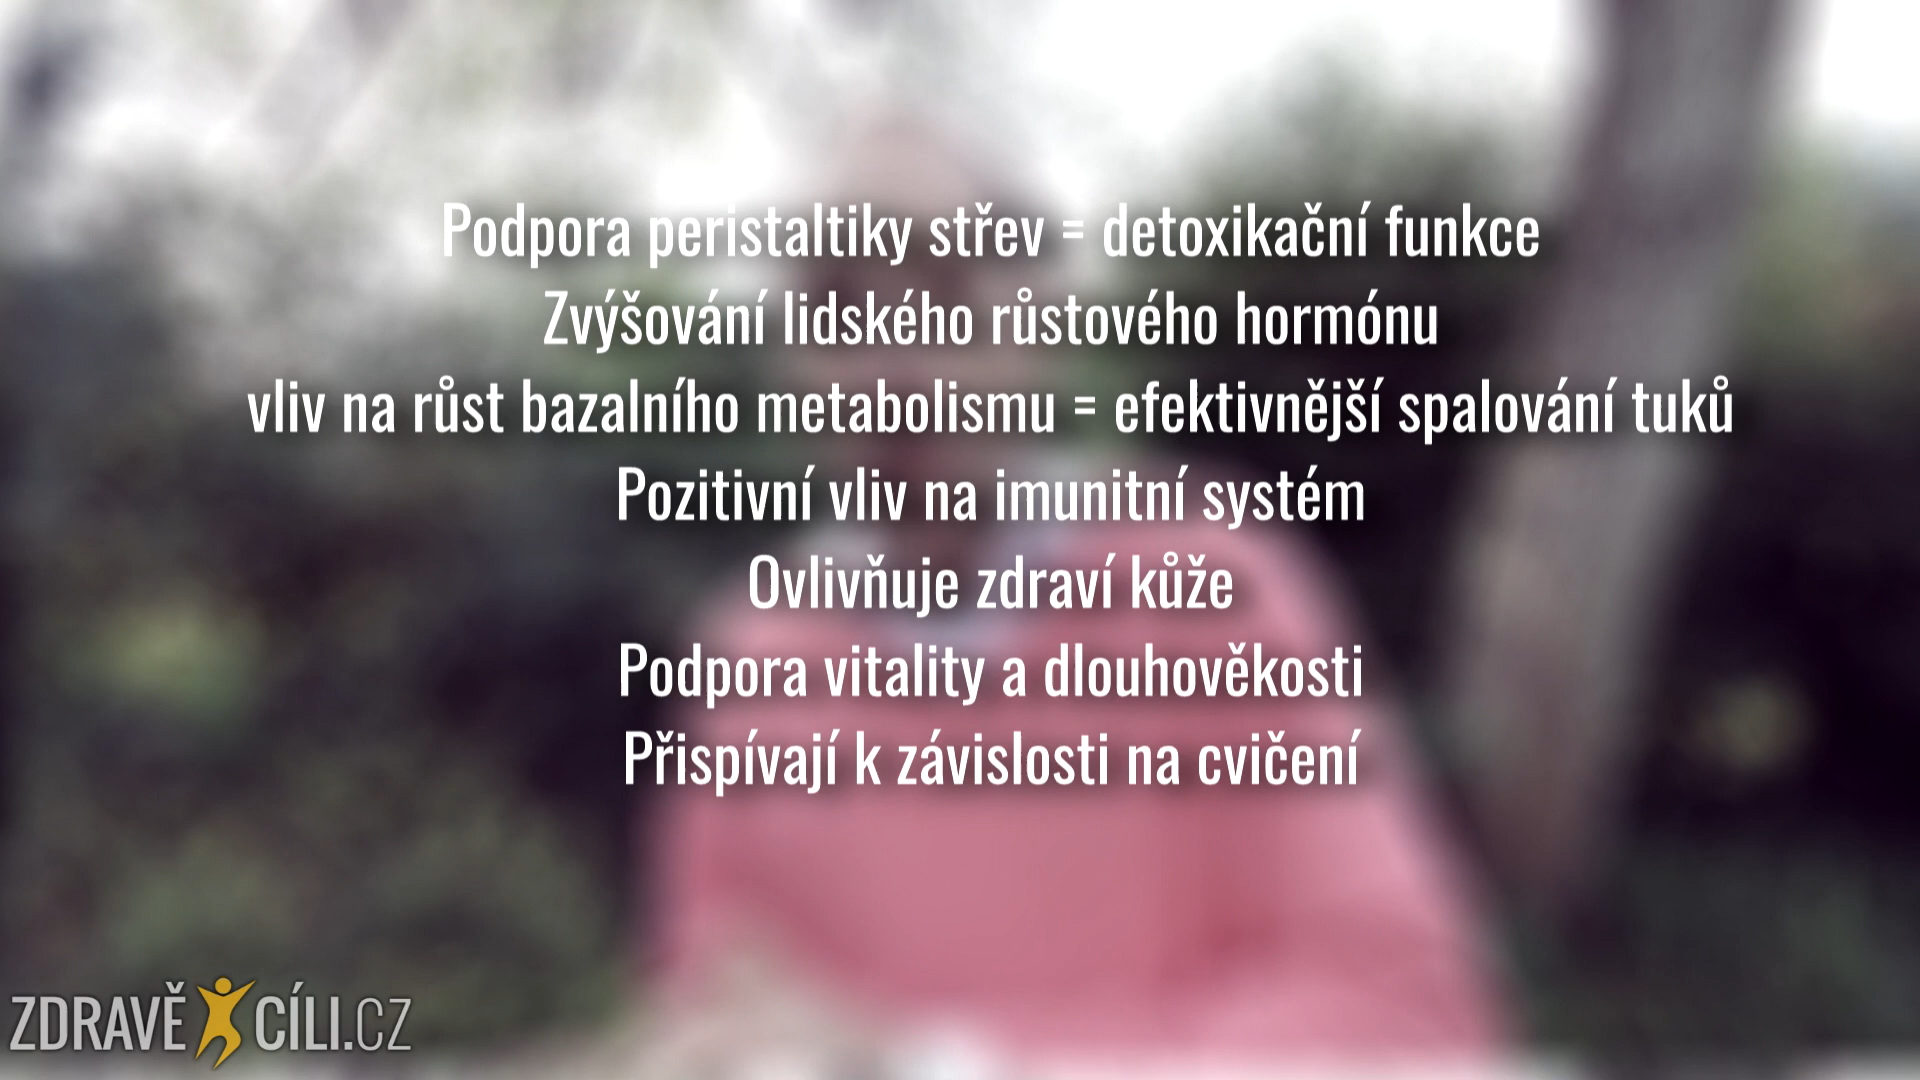 Podpora peristaltiky střev = detoxikační funkce
Zvýšování lidského růstového hormónu
vliv na růst bazalního metabolismu = efektivnější spalování tuků
Pozitivní vliv na imunitní systém
Ovlivňuje zdraví kůže
Podpora vitality a dlouhověkosti
Přispívají k závislosti na cvičení
ZDRAVĚ CÍLI.CZ